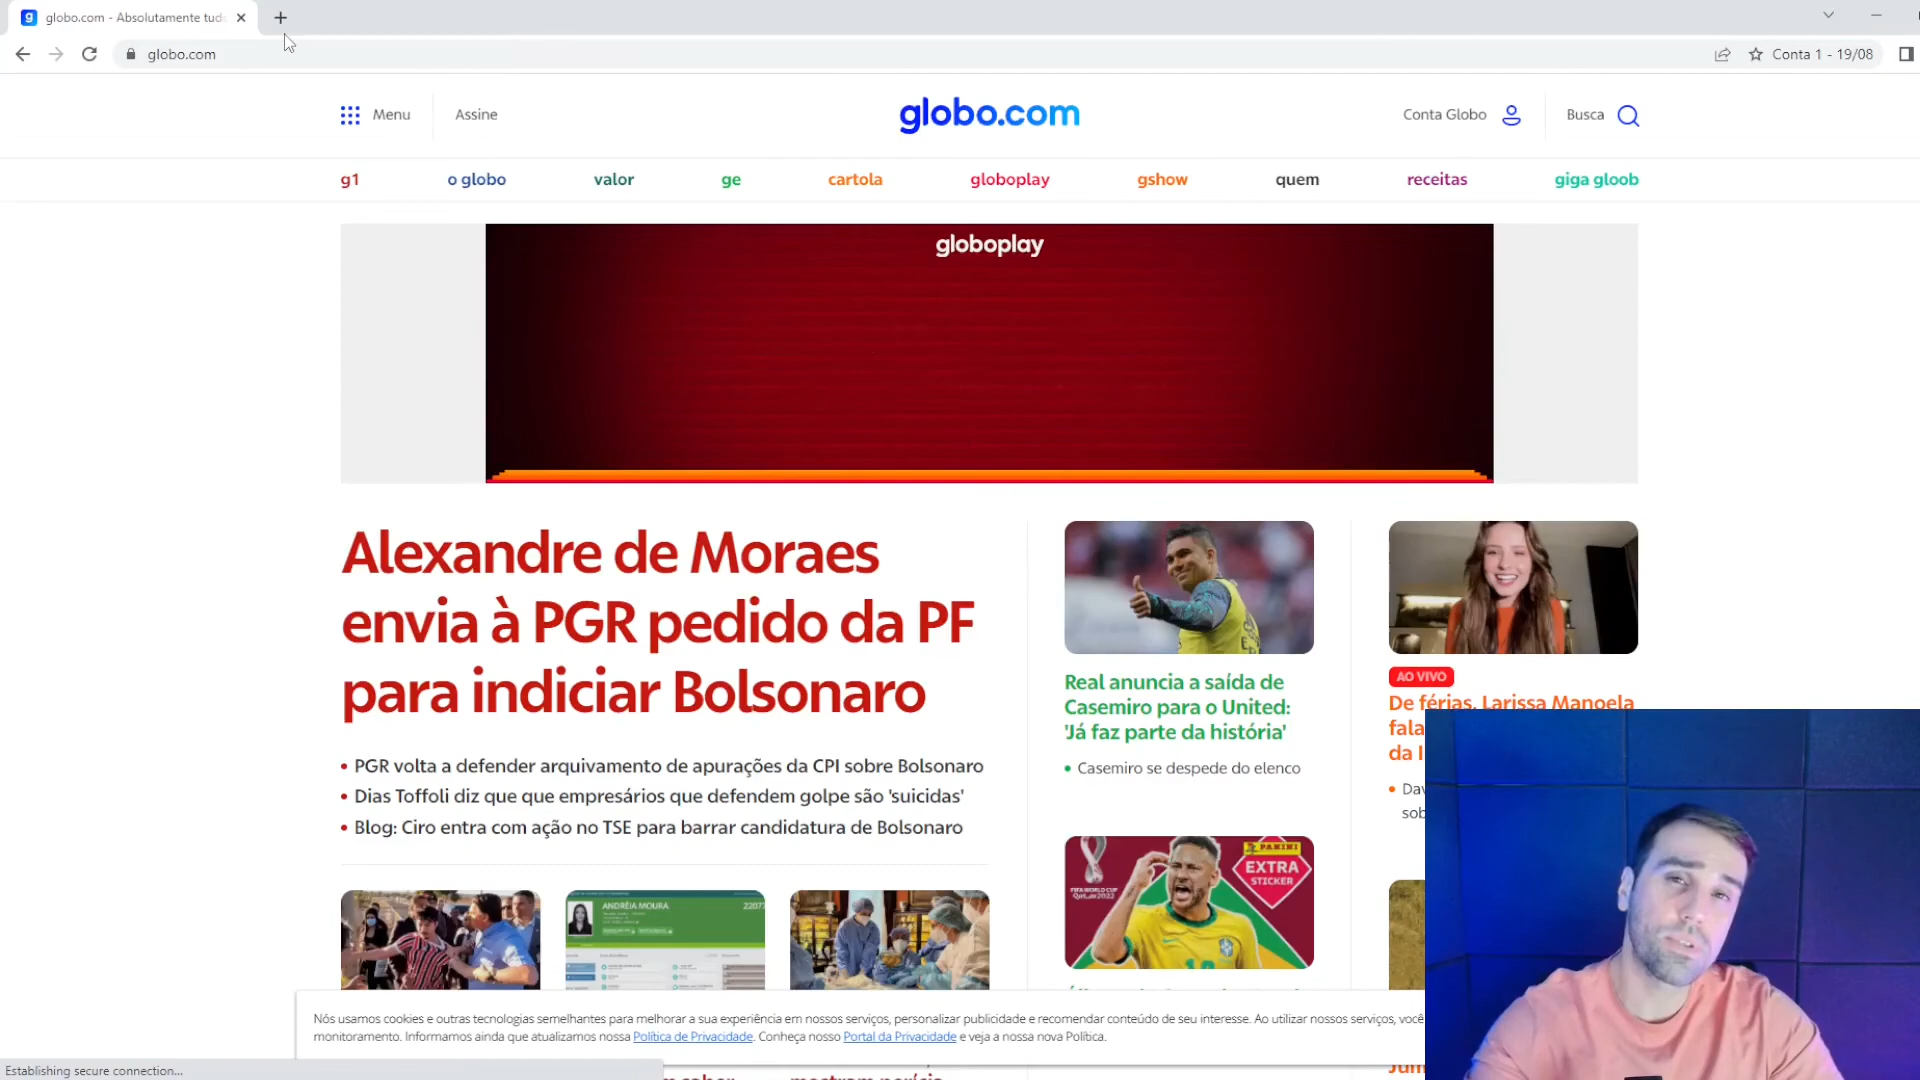 globo.com - Absolutamente tud
globo.com
Conta 1 - 19/08
Menu
Assine
globo.com
Conta Globo
Busca
g1
o globo
valor
ge
cartola
globoplay
gshow
quem
receitas
giga gloob
globoplay
Alexandre de Moraes
envia à PGR pedido da PF
para indiciar Bolsonaro
• PGR volta a defender arquivamento de apurações da CPI sobre Bolsonaro
• Dias Toffoli diz que que empresários que defendem golpe são 'suicidas'
• Blog: Ciro entra com ação no TSE para barrar candidatura de Bolsonaro
Real anuncia a saída de
Casemiro para o United:
'Já faz parte da história'
• Casemiro se despede do elenco
AO VIVO
De férias, Larissa Manoela
fala
da
ANDRÉIA MOURA
FIFA WORLD CUP
Qatar2022
PANINI
EXTRA
STICKER
Nós usamos cookies e outras tecnologias semelhantes para melhorar a sua experiência em nossos serviços, personalizar publicidade e recomendar conteúdo de seu interesse. Ao utilizar nossos serviços, você
monitoramento. Informamos ainda que atualizamos nossa Política de Privacidade. Conheça nosso Portal da Privacidade e veja a nossa nova Política.
Establishing secure connection...